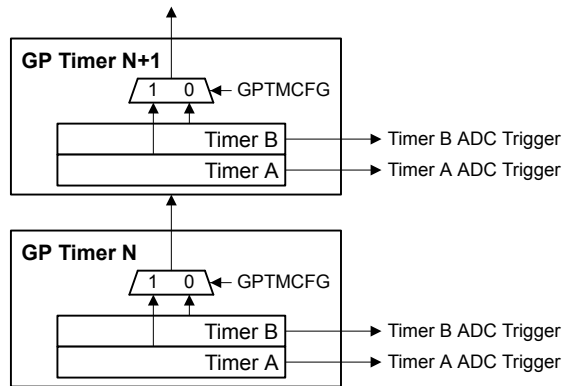 GP Timer N+1
1 0
GPTMCFG
Timer B
Timer B ADC Trigger
Timer A
Timer A ADC Trigger
GP Timer N
1 0
GPTMCFG
Timer B
Timer B ADC Trigger
Timer A
Timer A ADC Trigger